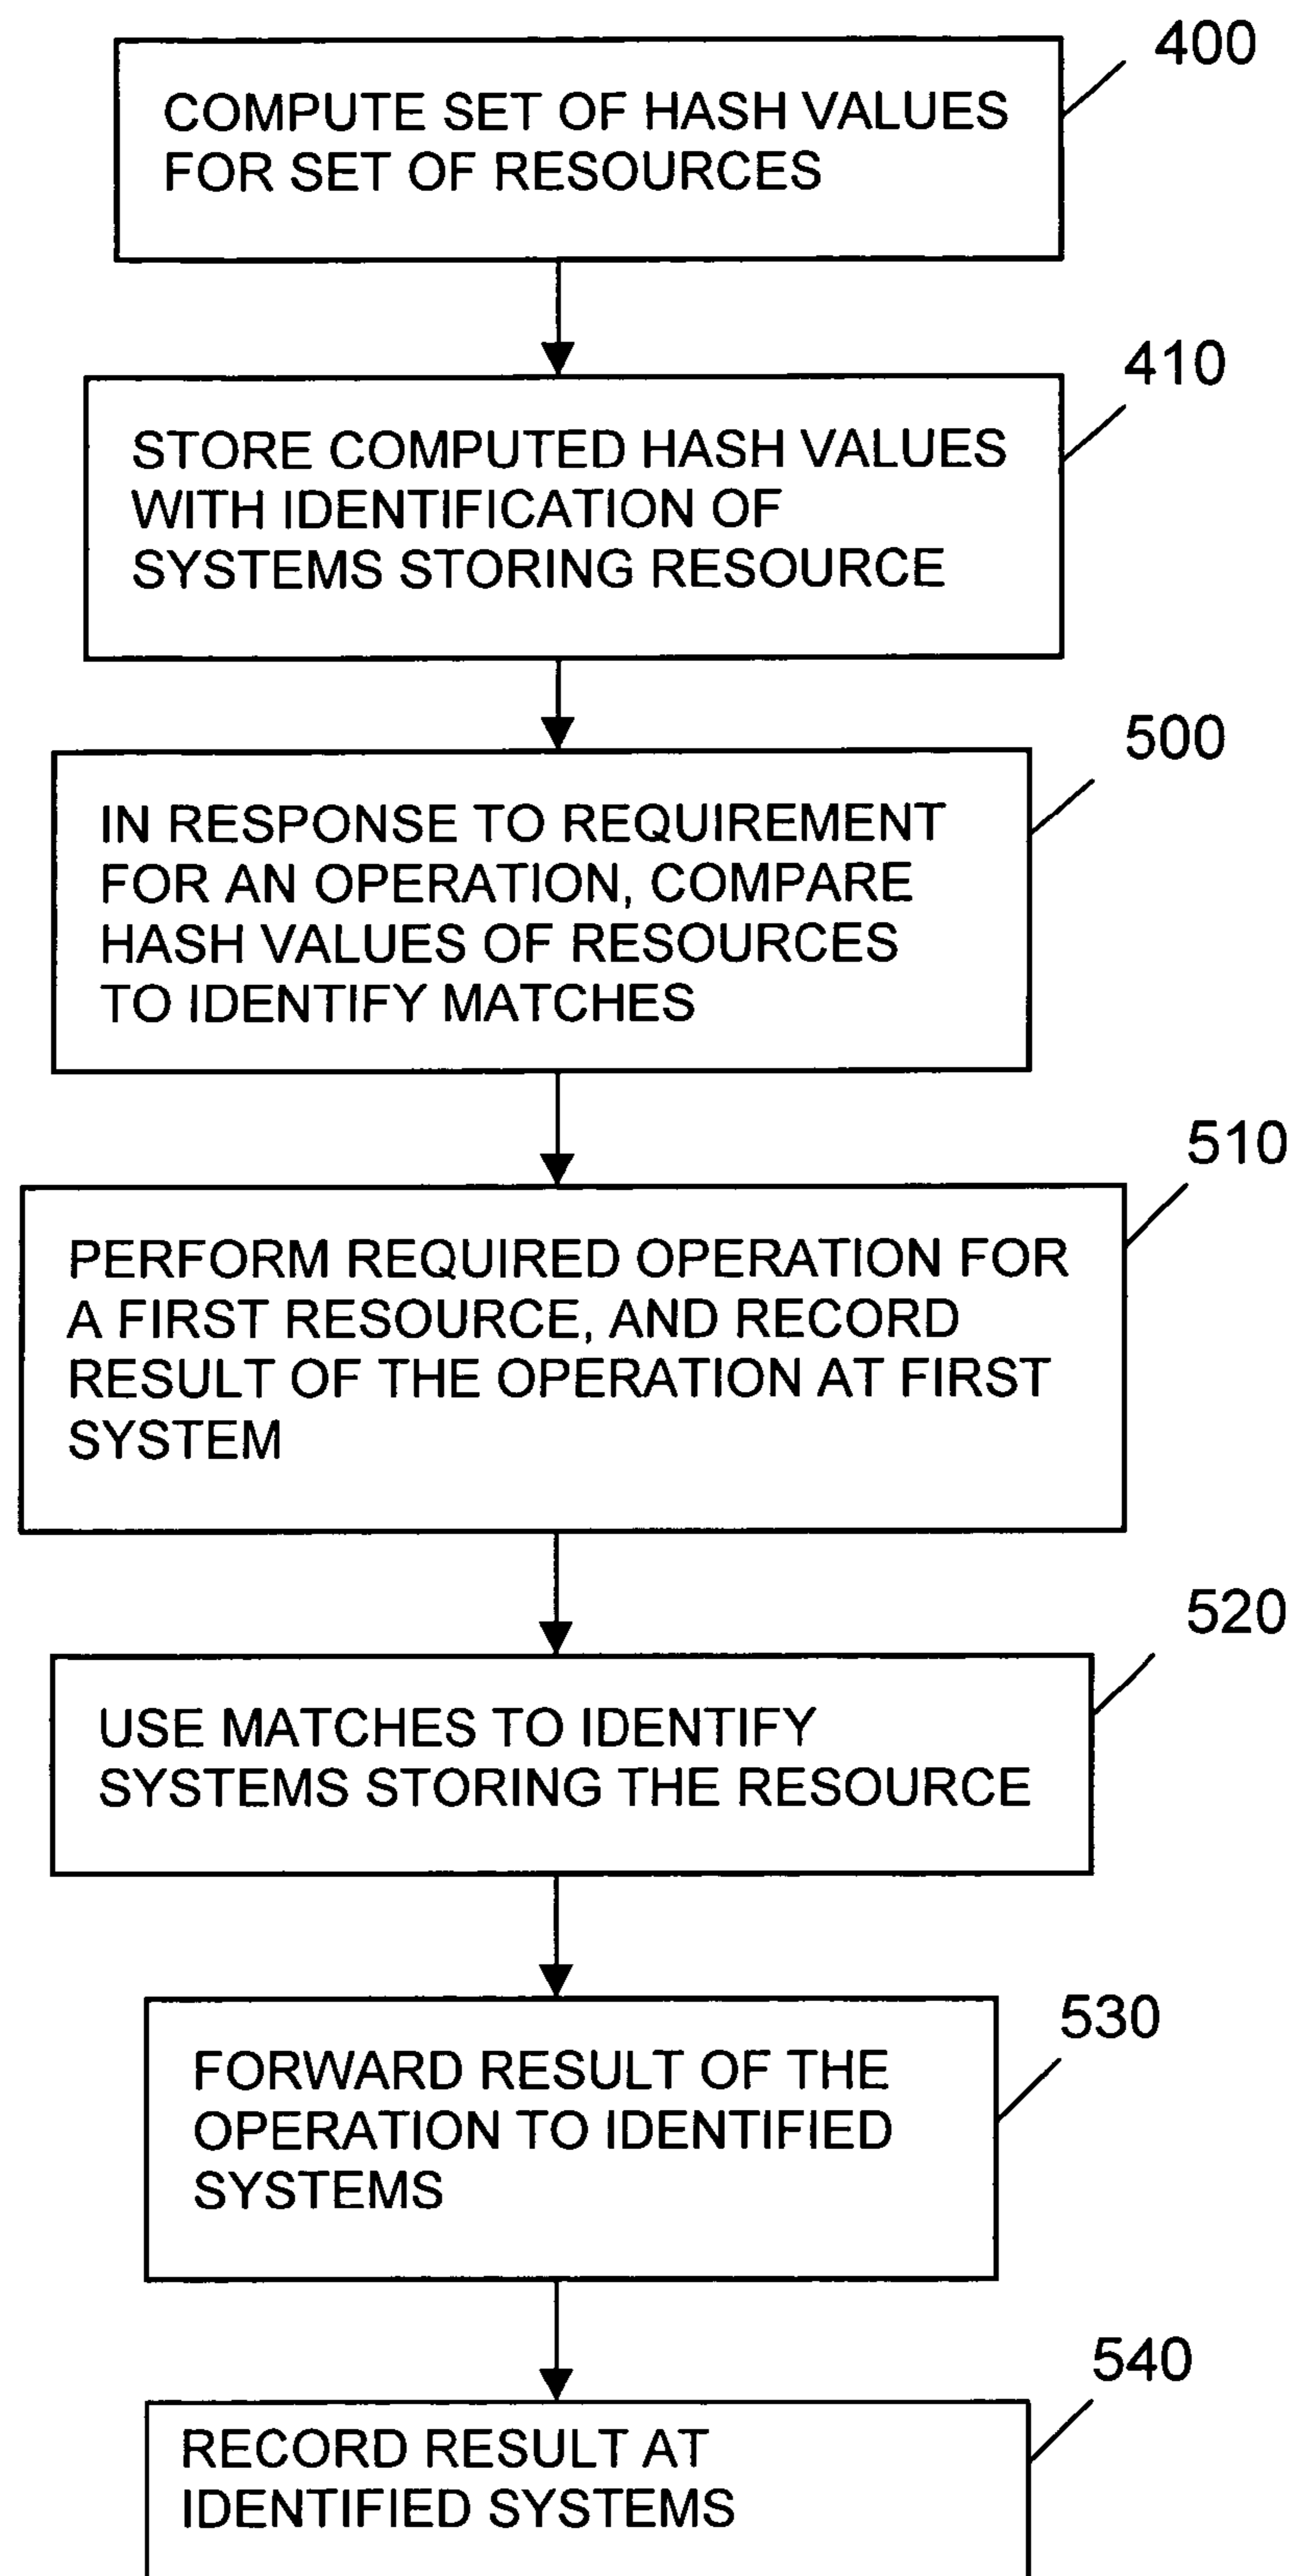 400
COMPUTE SET OF HASH VALUES
FOR SET OF RESOURCES
410
STORE COMPUTED HASH VALUES
WITH IDENTIFICATION OF
SYSTEMS STORING RESOURCE
500
IN RESPONSE TO REQUIREMENT
FOR AN OPERATION, COMPARE
HASH VALUES OF RESOURCES
TO IDENTIFY MATCHES
510
PERFORM REQUIRED OPERATION FOR
A FIRST RESOURCE, AND RECORD
RESULT OF THE OPERATION AT FIRST
SYSTEM
520
USE MATCHES TO IDENTIFY
SYSTEMS STORING THE RESOURCE
530
FORWARD RESULT OF THE
OPERATION TO IDENTIFIED
SYSTEMS
540
RECORD RESULT AT
IDENTIFIED SYSTEMS